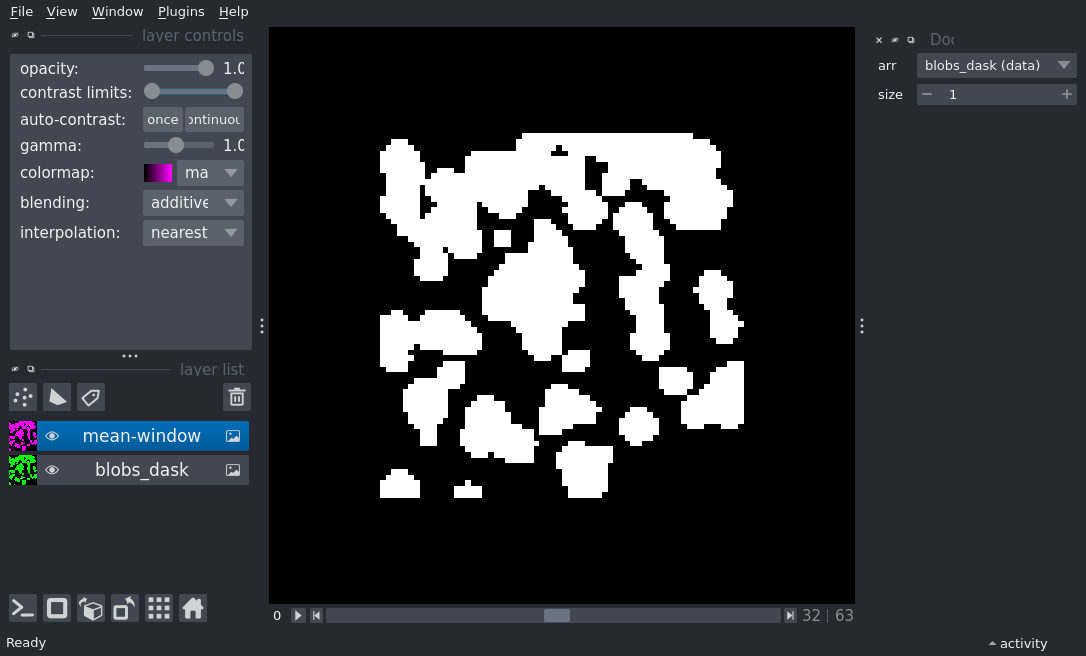 File View Window Plugins Help
layer controls
opacity: 1.0
contrast limits:
auto-contrast: once
gamma: 1.0
colormap: ma
blending: additive
interpolation: nearest
layer list
mean-window
blobs_dask
0 32 | 63
Ready
arr blobs_dask (data)
size 1
activity